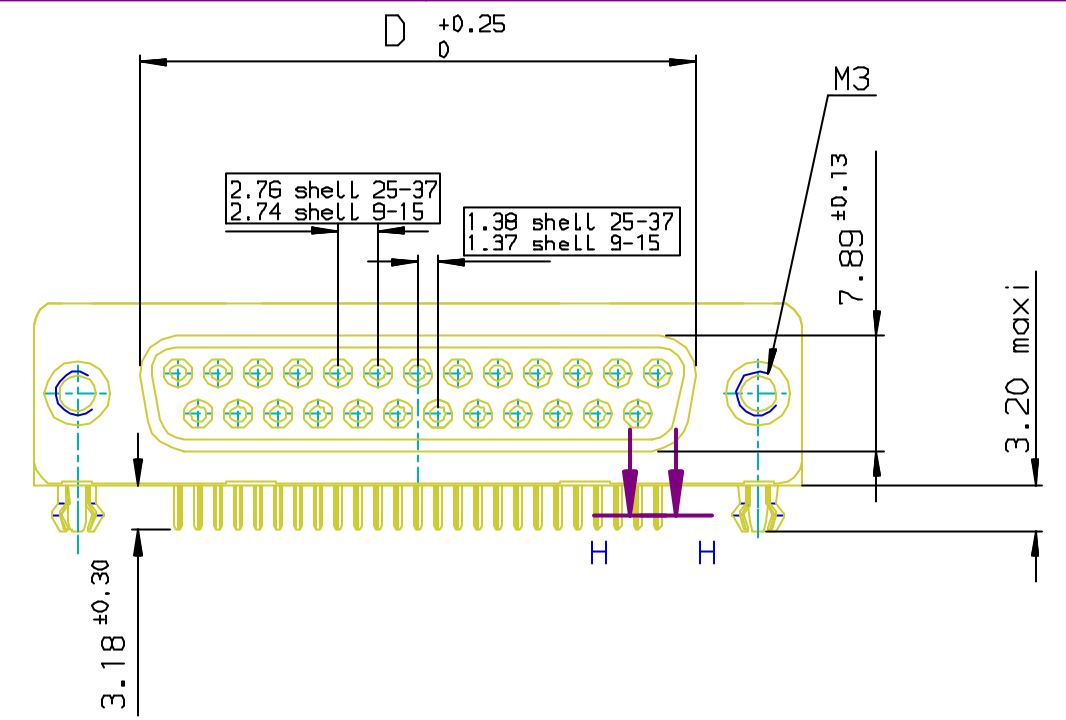 D +0.25
0
M3
2.76 shell 25-37
2.74 shell 9-15
1.38 shell 25-37
1.37 shell 9-15
7.89 ±0.13
3.20 maxi
3.18 ±0.30
H H